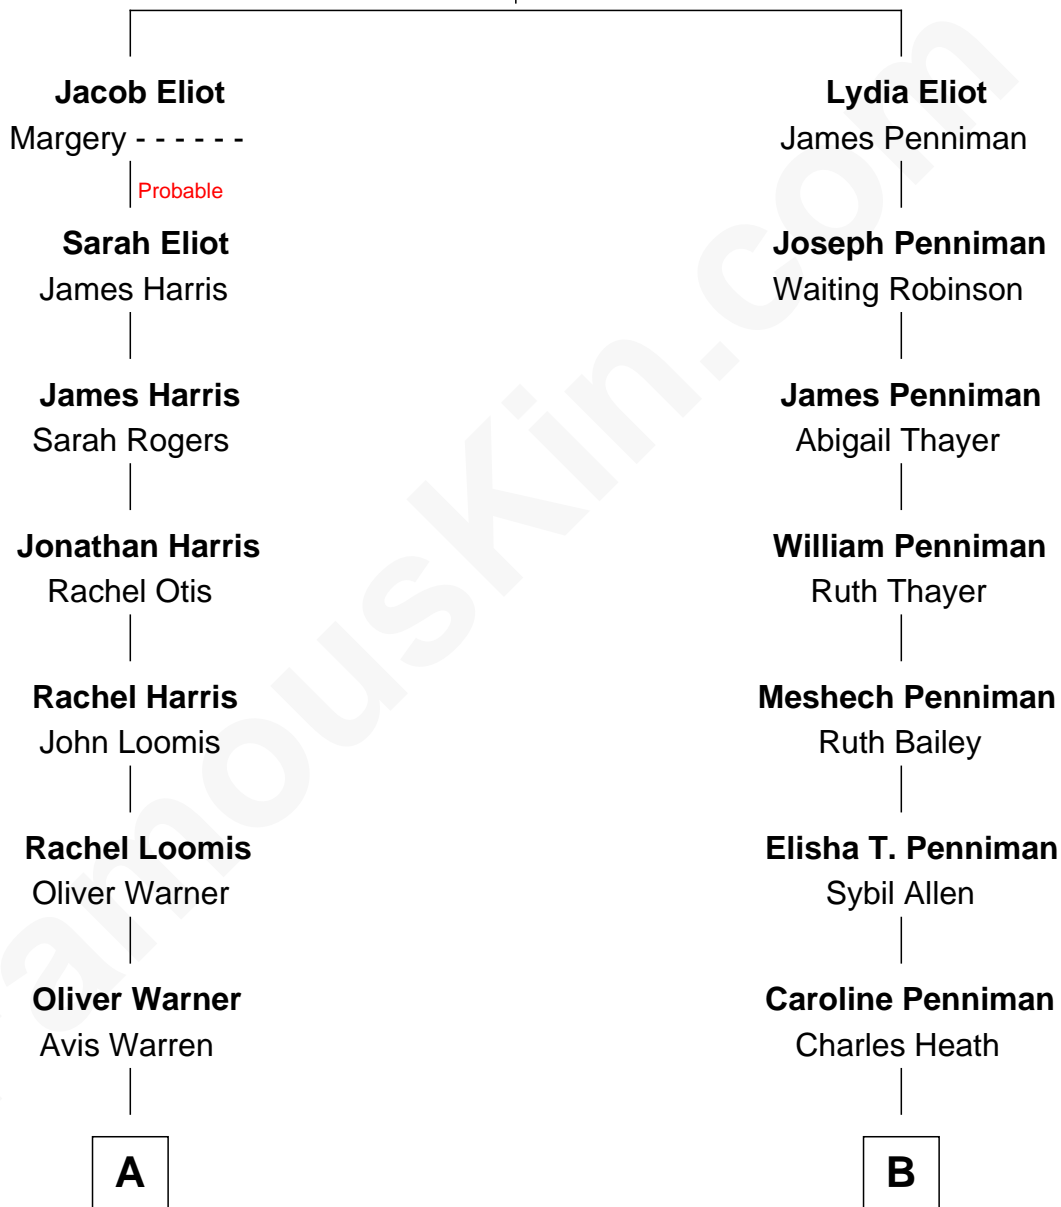 Jacob Eliot
Margery - - - - - -
Probable
Sarah Eliot
James Harris
James Harris
Sarah Rogers
Jonathan Harris
Rachel Otis
Rachel Harris
John Loomis
Rachel Loomis
Oliver Warner
Oliver Warner
Avis Warren
A
Lydia Eliot
James Penniman
Joseph Penniman
Waiting Robinson
James Penniman
Abigail Thayer
William Penniman
Ruth Thayer
Meshech Penniman
Ruth Bailey
Elisha T. Penniman
Sybil Allen
Caroline Penniman
Charles Heath
B
amousKin.com